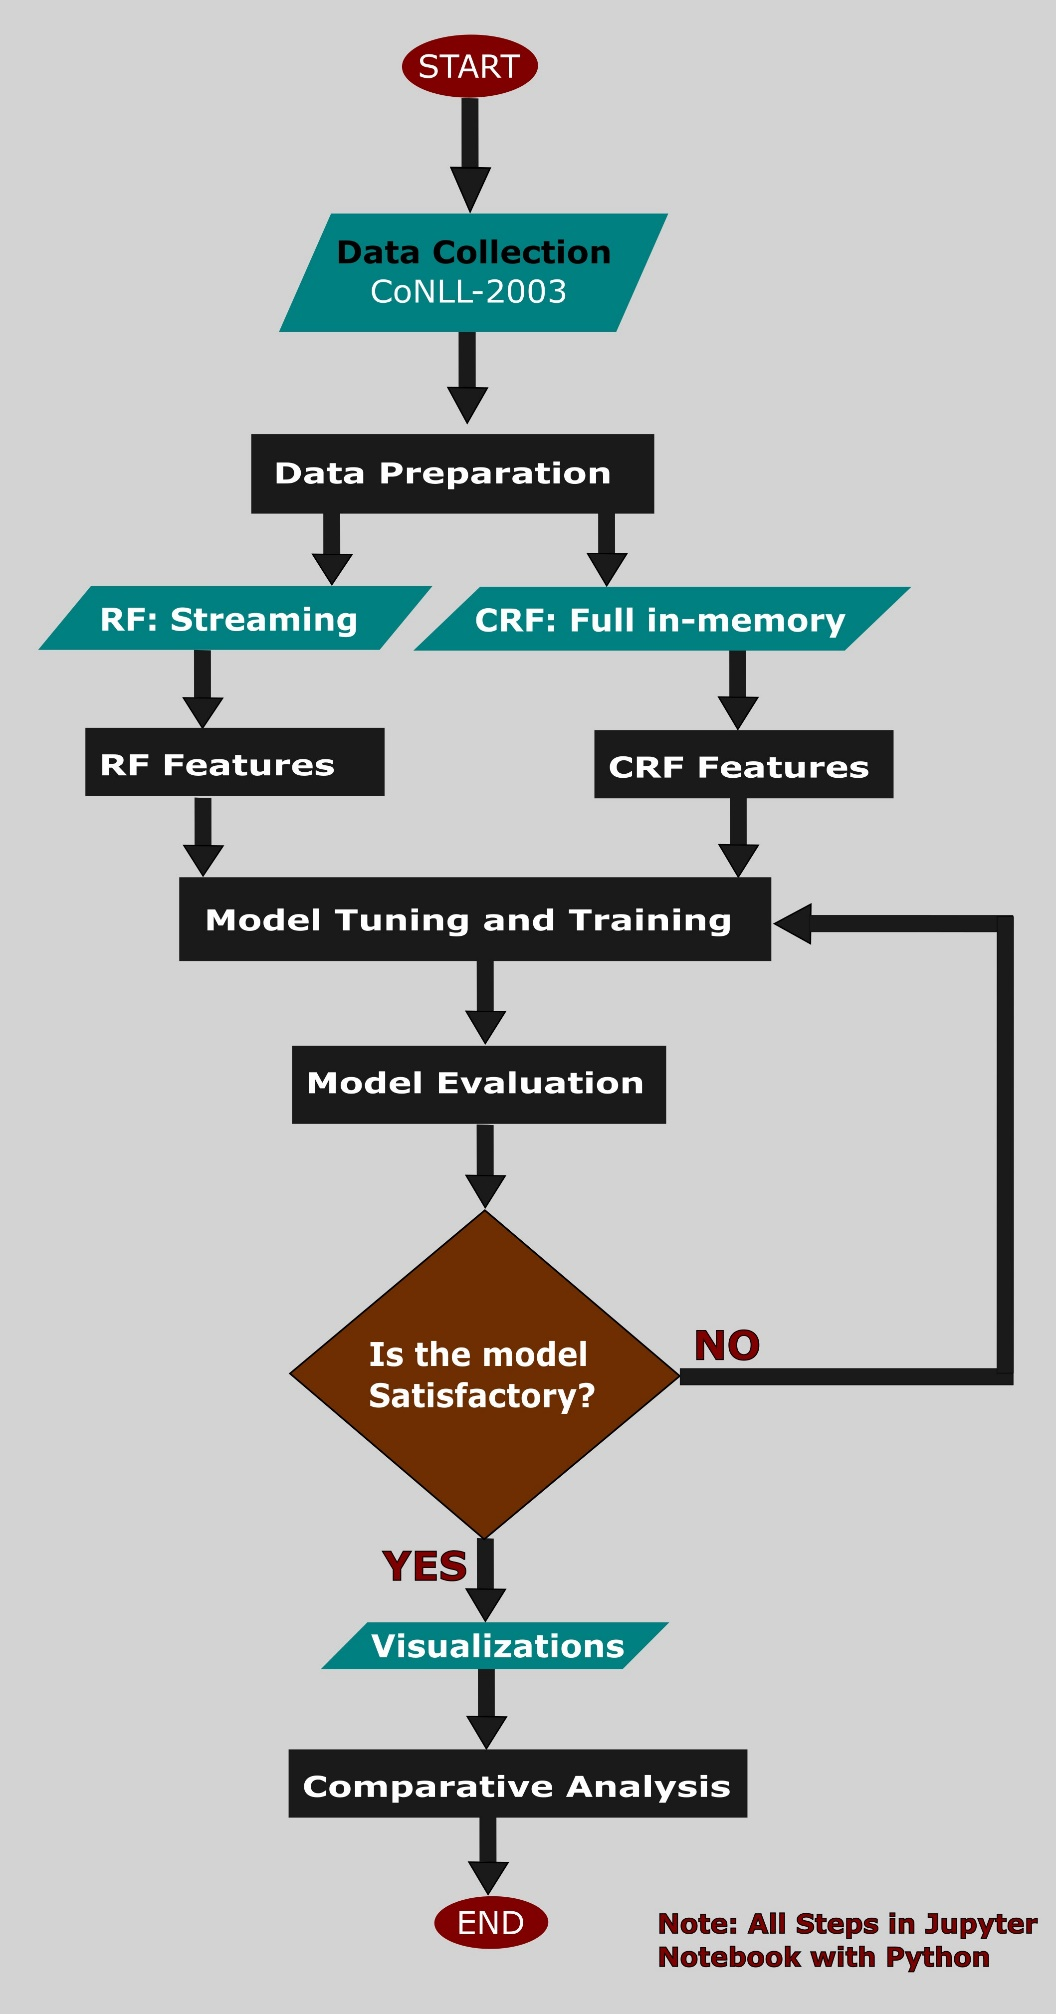 START
Data Collection
CoNLL-2003
Data Preparation
RF: Streaming
CRF: Full in-memory
RF Features
CRF Features
Model Tuning and Training
Model Evaluation
Is the model
Satisfactory?
NO
YES
Visualizations
Comparative Analysis
END
Note: All Steps in Jupyter
Notebook with Python